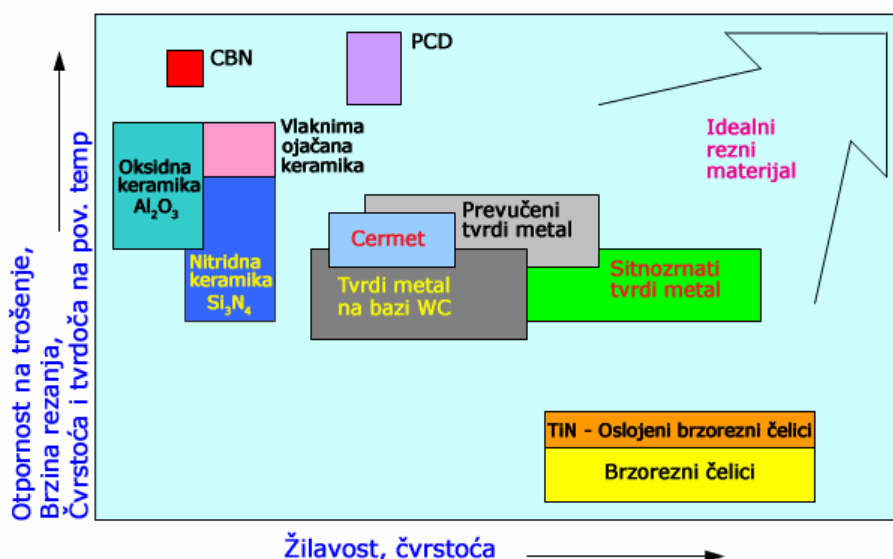 CBN
PCD
Vlaknima
ojačana
keramika
Oksidna
keramika
Al₂O₃
Idealni
rezni
materijal
Prevučeni
tvrdi metal
Cermet
Nitridna
keramika
Si₃N₄
Tvrdi metal
na bazi WC
Sitnozrnati
tvrdi metal
TiN - Oslojeni brzorezni čelici
Brzorezni čelici
Otpornost na trošenje,
Brzina rezanja,
Čvrstoća i tvrdoča na pov. temp
Žilavost, čvrstoća